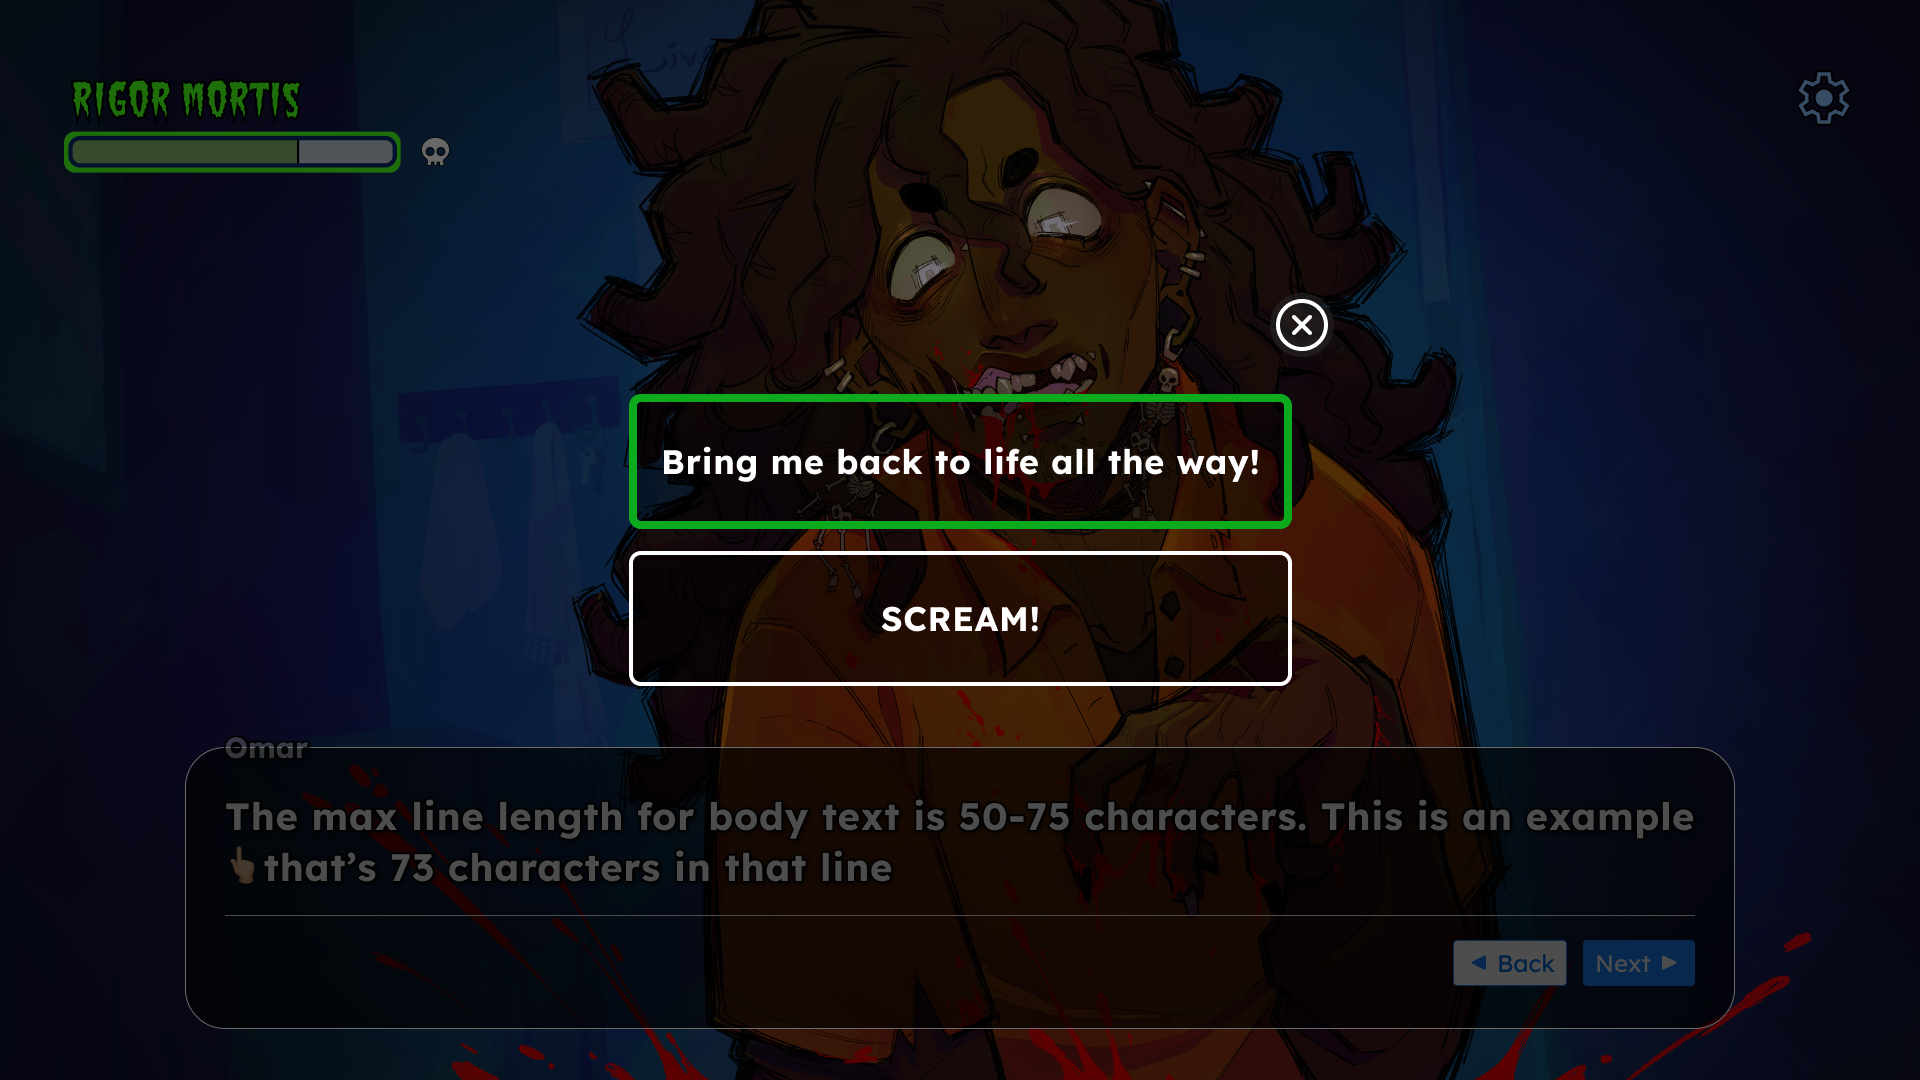 RIGOR MORTIS
Bring me back to life all the way!
SCREAM!
Omar
The max line length for body text is 50-75 characters. This is an example
👆🏼that’s 73 characters in that line
◄ Back
Next ►